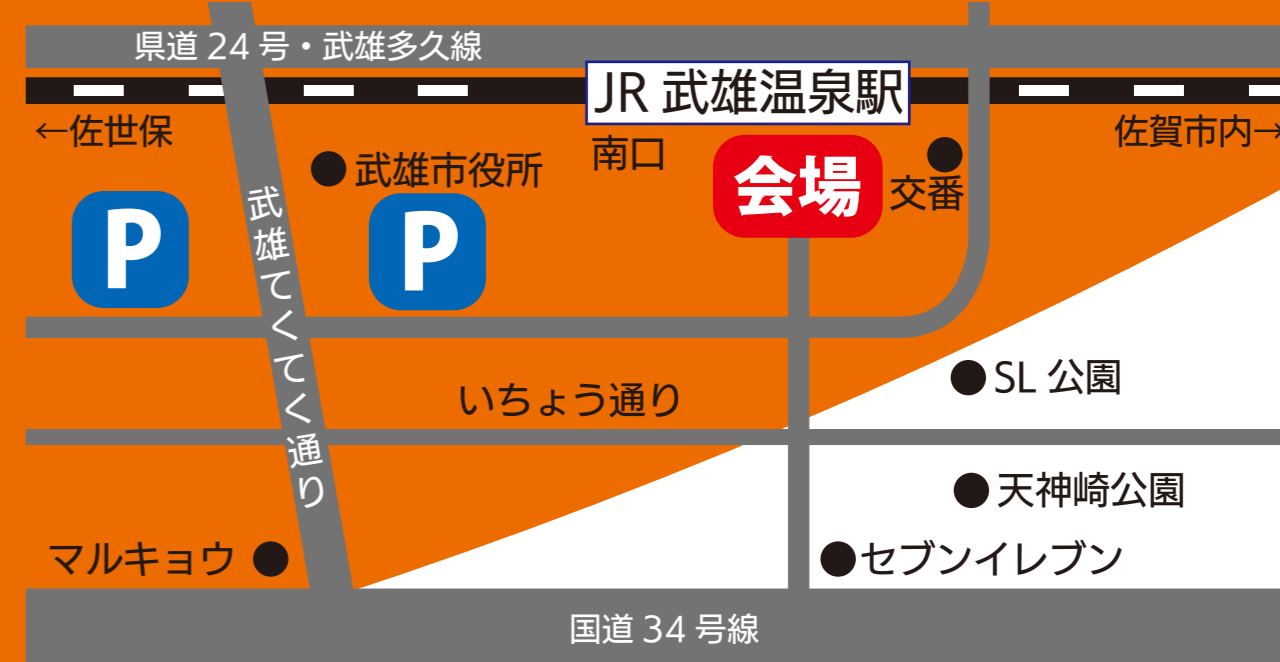 県道 24 号・武雄多久線
JR 武雄温泉駅
←佐世保
佐賀市内→
南口
会場
交番
武雄市役所
P
P
武雄てくてく通り
いちょう通り
SL 公園
天神崎公園
マルキョウ
セブンイレブン
国道 34 号線